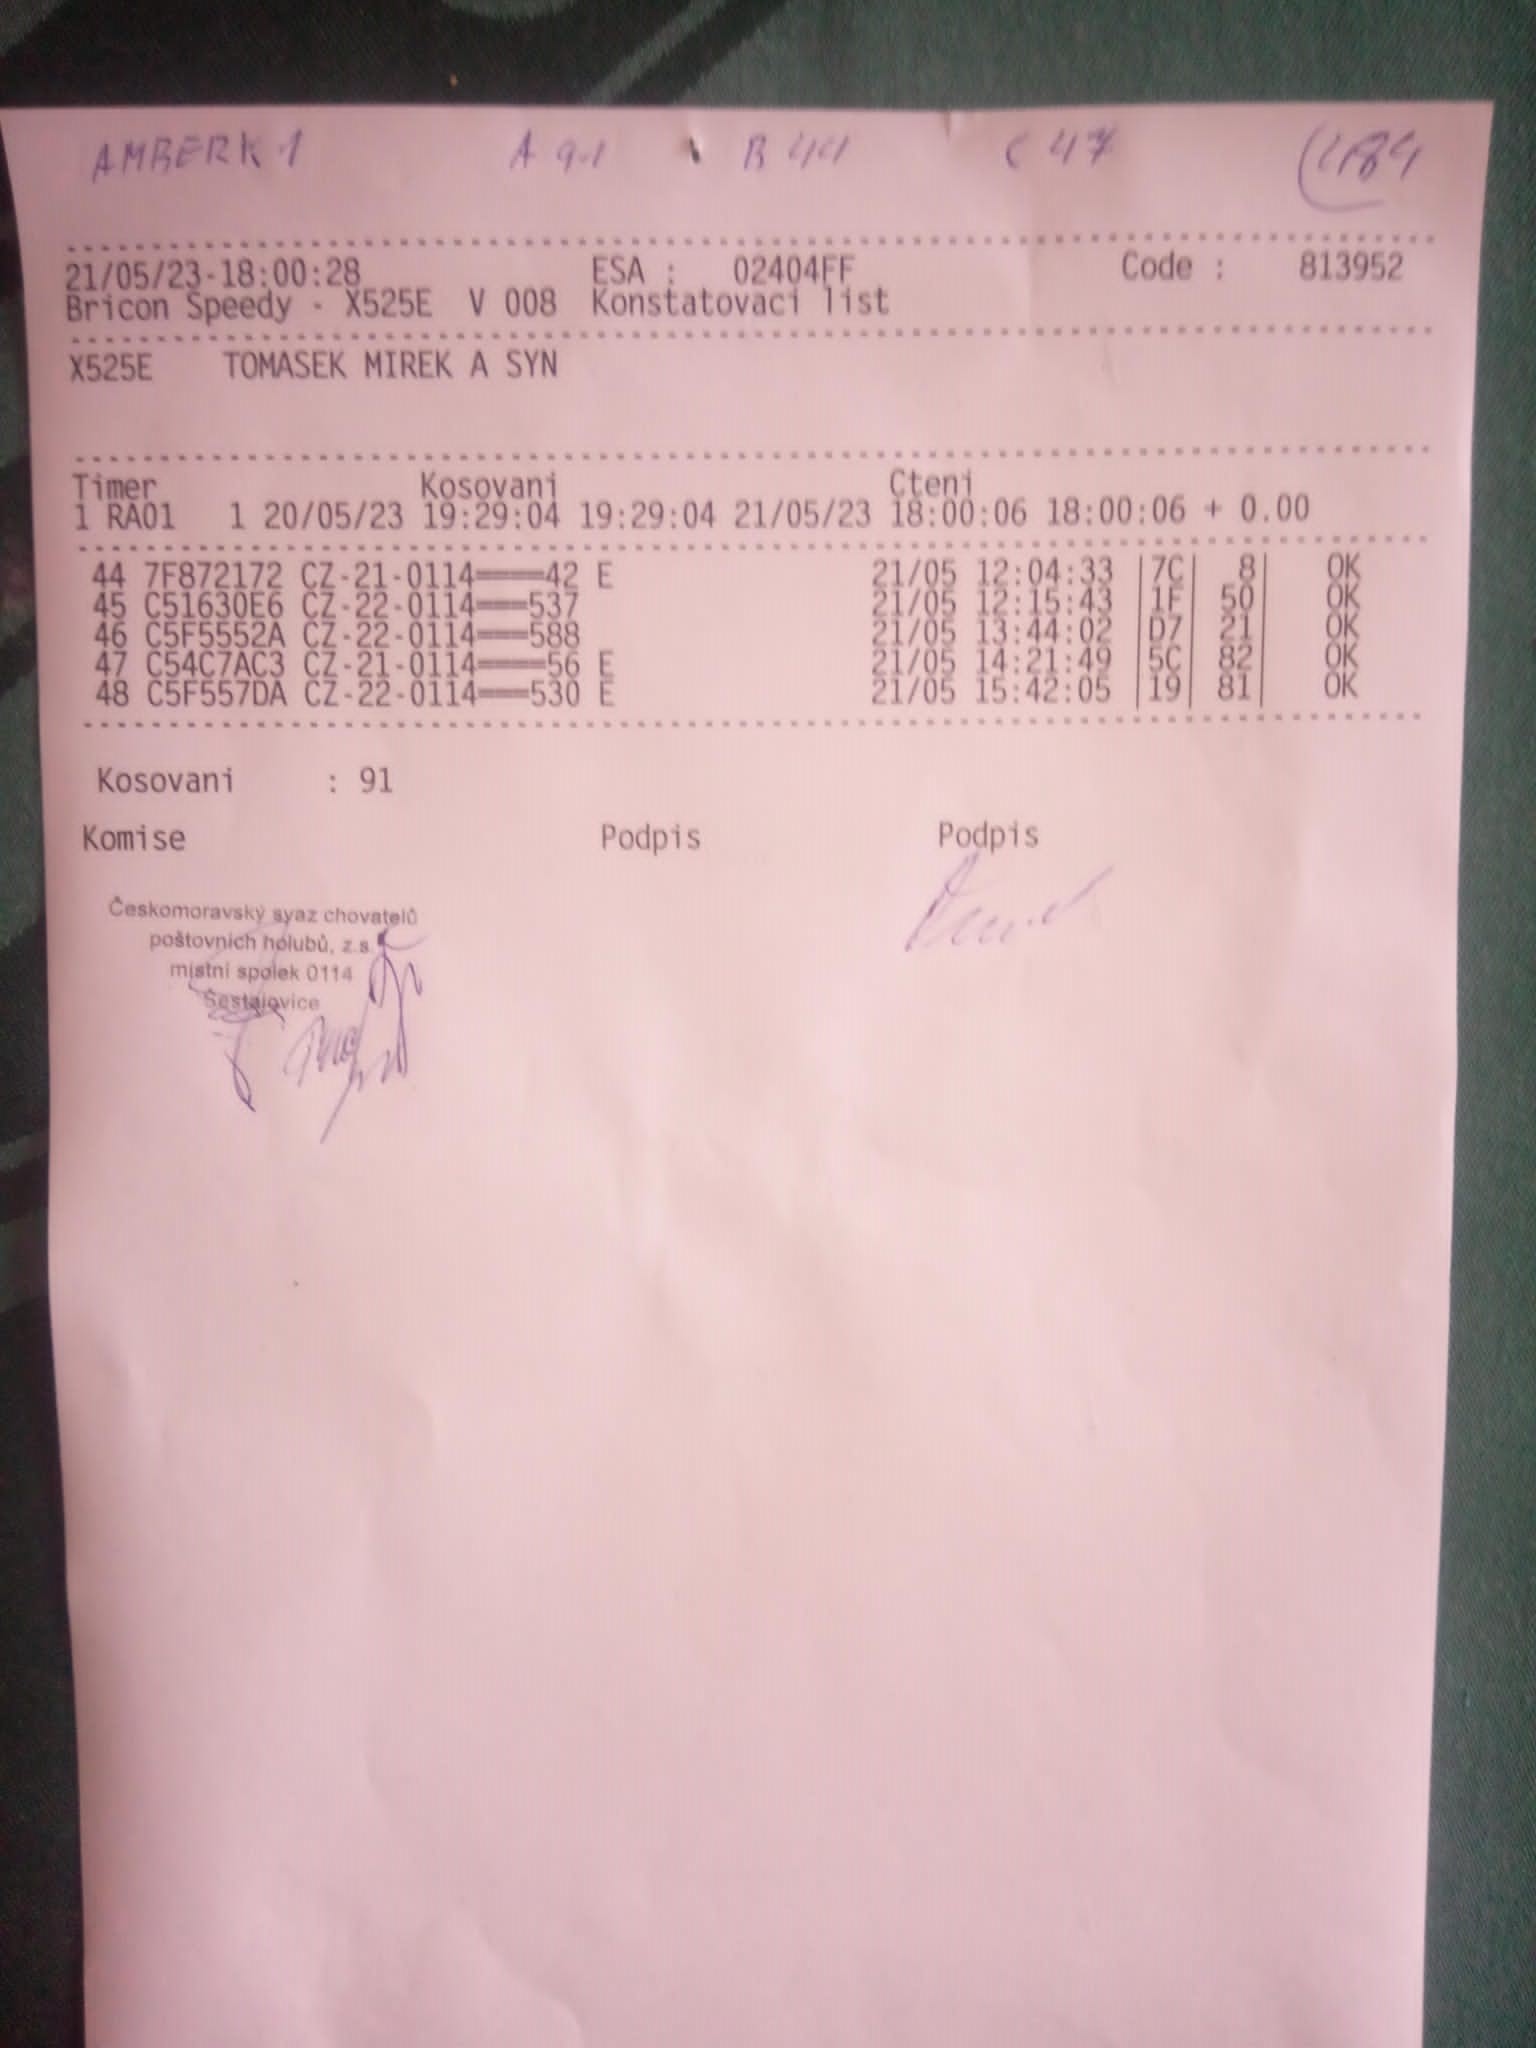 AMBERK 1 A 91 B 44 C 47
21/05/23-18:00:28 ESA : 02404FF Code : 813952
Bricon Speedy - X525E V 008 Konstatovaci list
X525E TOMASEK MIREK A SYN
Timer Kosovani Cteni
1 RA01 1 20/05/23 19:29:04 19:29:04 21/05/23 18:00:06 18:00:06 + 0.00
44 7F872172 CZ-21-0114════42 E 21/05 12:04:33 |7C| 8| OK
45 C51630E6 CZ-22-0114═══537 21/05 12:15:43 |1F| 50| OK
46 C5F5552A CZ-22-0114═══588 21/05 13:44:02 |D7| 21| OK
47 C54C7AC3 CZ-21-0114════56 E 21/05 14:21:49 |5C| 82| OK
48 C5F557DA CZ-22-0114═══530 E 21/05 15:42:05 |19| 81| OK
Kosovani : 91
Komise Podpis Podpis
Českomoravský svaz chovatelů
poštovních holubů, z.s.
místní spolek 0114
Šestajovice